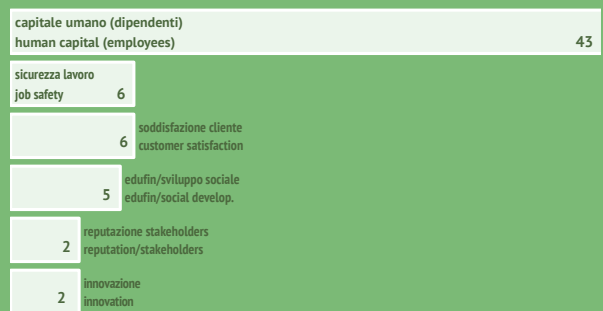 capitale umano (dipendenti)
human capital (employees)
43
sicurezza lavoro
job safety
6
soddisfazione cliente
customer satisfaction
6
edufin/sviluppo sociale
edufin/social develop.
5
reputazione stakeholders
reputation/stakeholders
2
innovazione
innovation
2